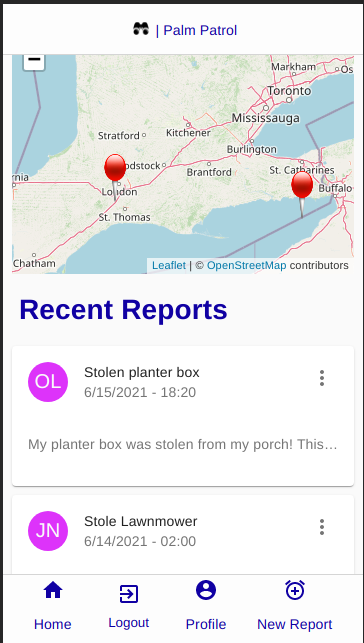 | Palm Patrol
−
Markham
Os
Toronto
Mississauga
Stratford
Kitchener
Burlington
dstock
Brantford
St. Catharines
rnia
London
Buffalo
St. Thomas
Chatham
Leaflet | © OpenStreetMap contributors
Recent Reports
OL
Stolen planter box
6/15/2021 - 18:20
My planter box was stolen from my porch! This…
JN
Stole Lawnmower
6/14/2021 - 02:00
Home
Logout
Profile
New Report